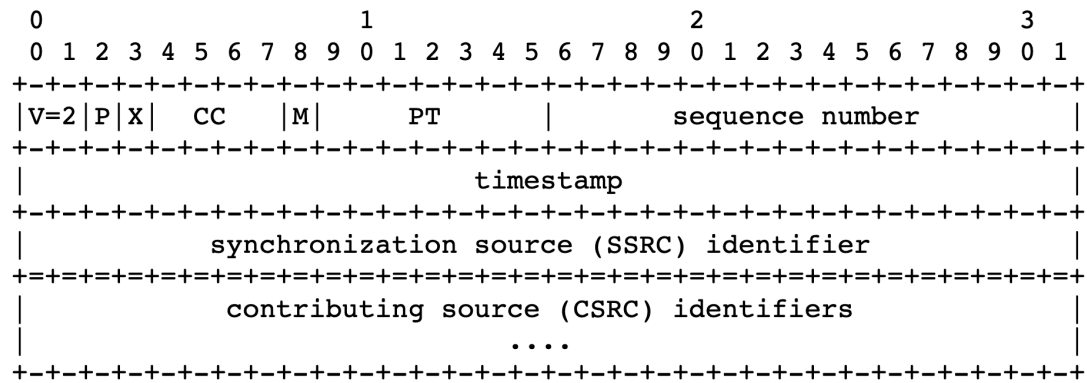 0                   1                   2                   3
 0 1 2 3 4 5 6 7 8 9 0 1 2 3 4 5 6 7 8 9 0 1 2 3 4 5 6 7 8 9 0 1
+-+-+-+-+-+-+-+-+-+-+-+-+-+-+-+-+-+-+-+-+-+-+-+-+-+-+-+-+-+-+-+-+
|V=2|P|X|  CC   |M|     PT      |       sequence number         |
+-+-+-+-+-+-+-+-+-+-+-+-+-+-+-+-+-+-+-+-+-+-+-+-+-+-+-+-+-+-+-+-+
|                           timestamp                           |
+-+-+-+-+-+-+-+-+-+-+-+-+-+-+-+-+-+-+-+-+-+-+-+-+-+-+-+-+-+-+-+-+
|           synchronization source (SSRC) identifier            |
+=+=+=+=+=+=+=+=+=+=+=+=+=+=+=+=+=+=+=+=+=+=+=+=+=+=+=+=+=+=+=+=+
|            contributing source (CSRC) identifiers             |
|                             ....                              |
+-+-+-+-+-+-+-+-+-+-+-+-+-+-+-+-+-+-+-+-+-+-+-+-+-+-+-+-+-+-+-+-+